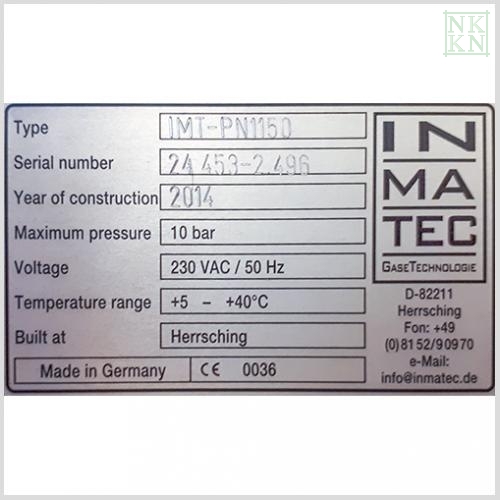 NK
KN
Type IMT-PN1150
Serial number 24 453-2.496
Year of construction 2014
Maximum pressure 10 bar
Voltage 230 VAC / 50 Hz
Temperature range +5 – +40°C
Built at Herrsching
Made in Germany CE 0036
IN
MA
TEC
GASETECHNOLOGIE
D-82211
Herrsching
Fon: +49
(0)8152/90970
e-Mail:
info@inmatec.de